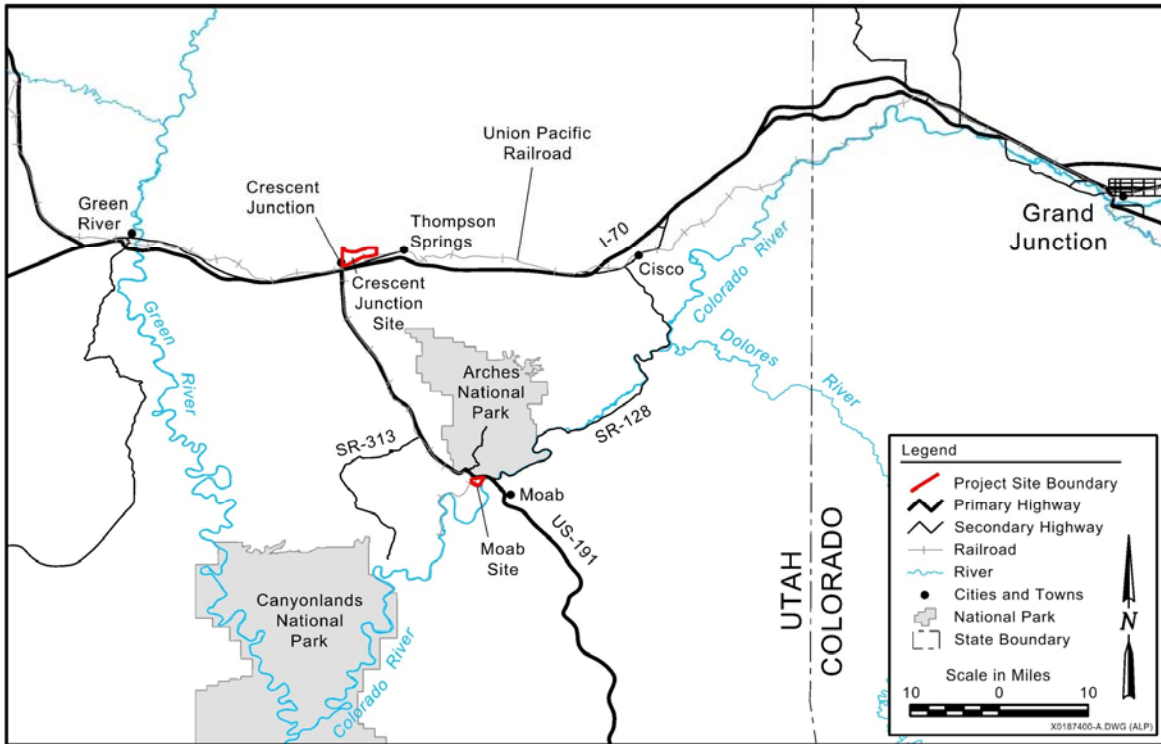 Union Pacific
Railroad
Crescent
Junction
Green
River
Thompson
Springs
I-70
Grand
Junction
Cisco
Colorado River
Crescent
Junction
Site
Green
River
Dolores
River
Arches
National
Park
SR-128
SR-313
Moab
US-191
Moab
Site
Canyonlands
National
Park
Colorado River
UTAH
COLORADO
Legend
Project Site Boundary
Primary Highway
Secondary Highway
Railroad
River
Cities and Towns
National Park
State Boundary
N
Scale in Miles
10 0 10
X0187400-A.DWG (ALP)